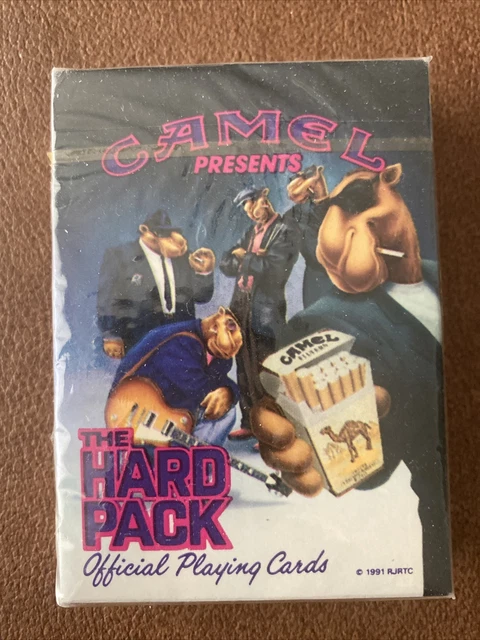 CAMEL
PRESENTS
CAMEL
THE
HARD
PACK
Official Playing Cards
© 1991 RJRTC